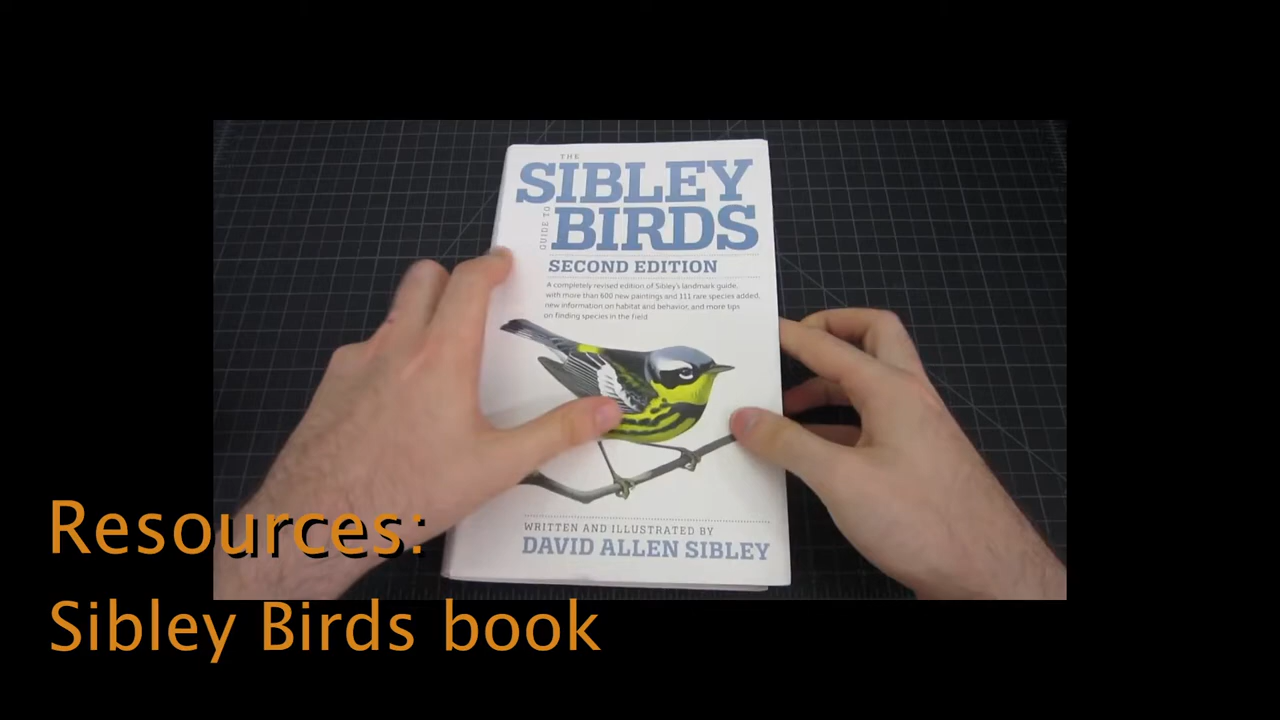 THE
SIBLEY
GUIDE TO
BIRDS
SECOND EDITION
A completely revised edition of Sibley's landmark guide,
with more than 600 new paintings and 111 rare species added,
new information on habitat and behavior, and more tips
on finding species in the field
WRITTEN AND ILLUSTRATED BY
DAVID ALLEN SIBLEY
Resources:
Sibley Birds book